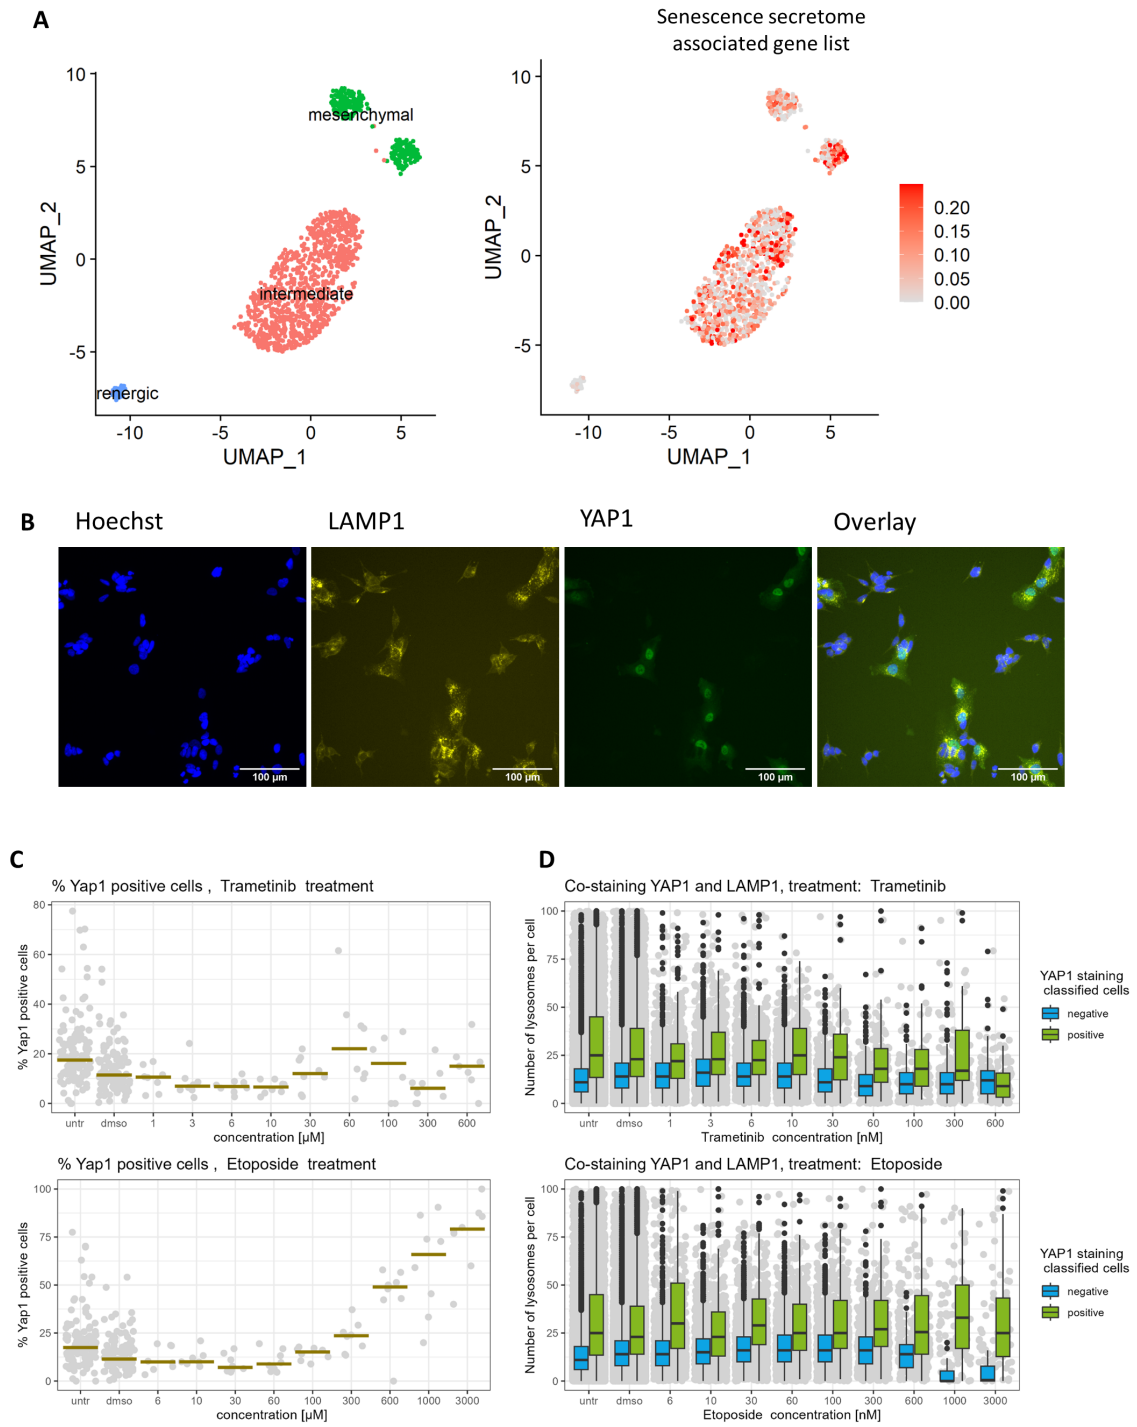 A
Senescence secretome
associated gene list
10
5
0
-5
UMAP_2
mesenchymal
intermediate
renergic
-10
-5
0
5
UMAP_1
10
5
0
-5
UMAP_2
-10
-5
0
5
UMAP_1
0.20
0.15
0.10
0.05
0.00
B
Hoechst
LAMP1
YAP1
Overlay
100 µm
100 µm
100 µm
100 µm
C
% Yap1 positive cells , Trametinib treatment
80
60
40
20
0
% Yap1 positive cells
untr dmso 1 3 6 10 30 60 100 300 600
concentration [µM]
% Yap1 positive cells , Etoposide treatment
100
75
50
25
0
% Yap1 positive cells
untr dmso 6 10 30 60 100 300 600 1000 3000
concentration [µM]
D
Co-staining YAP1 and LAMP1, treatment: Trametinib
100
75
50
25
0
Number of lysosomes per cell
untr dmso 1 3 6 10 30 60 100 300 600
Trametinib concentration [nM]
YAP1 staining
classified cells
negative
positive
Co-staining YAP1 and LAMP1, treatment: Etoposide
100
75
50
25
0
Number of lysosomes per cell
untr dmso 6 10 30 60 100 300 600 1000 3000
Etoposide concentration [nM]
YAP1 staining
classified cells
negative
positive